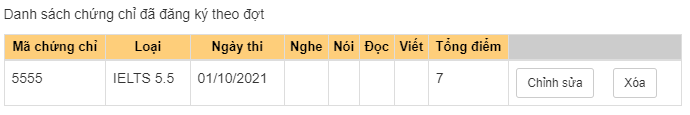 Danh sách chứng chỉ đã đăng ký theo đợt
Mã chứng chỉ Loại Ngày thi Nghe Nói Đọc Viết Tổng điểm
5555 IELTS 5.5 01/10/2021 7 Chỉnh sửa Xóa